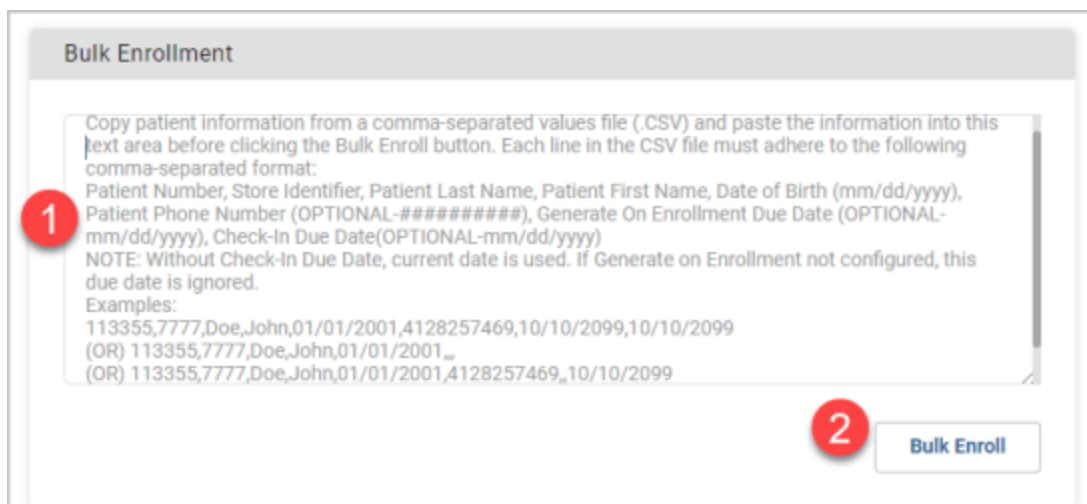 Bulk Enrollment
Copy patient information from a comma-separated values file (.CSV) and paste the information into this
text area before clicking the Bulk Enroll button. Each line in the CSV file must adhere to the following
comma-separated format:
Patient Number, Store Identifier, Patient Last Name, Patient First Name, Date of Birth (mm/dd/yyyy),
1
Patient Phone Number (OPTIONAL-##########), Generate On Enrollment Due Date (OPTIONAL-
mm/dd/yyyy), Check-In Due Date(OPTIONAL-mm/dd/yyyy)
NOTE: Without Check-In Due Date, current date is used. If Generate on Enrollment not configured, this
due date is ignored.
Examples:
113355,7777,Doe,John,01/01/2001,4128257469,10/10/2099,10/10/2099
(OR) 113355,7777,Doe,John,01/01/2001,,,
(OR) 113355,7777,Doe,John,01/01/2001,4128257469,,10/10/2099
2
Bulk Enroll